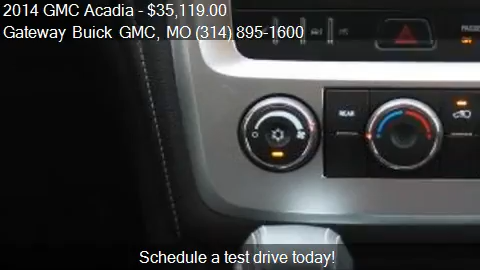 2014 GMC Acadia - $35,119.00
Gateway Buick GMC, MO (314) 895-1600
REAR
Schedule a test drive today!